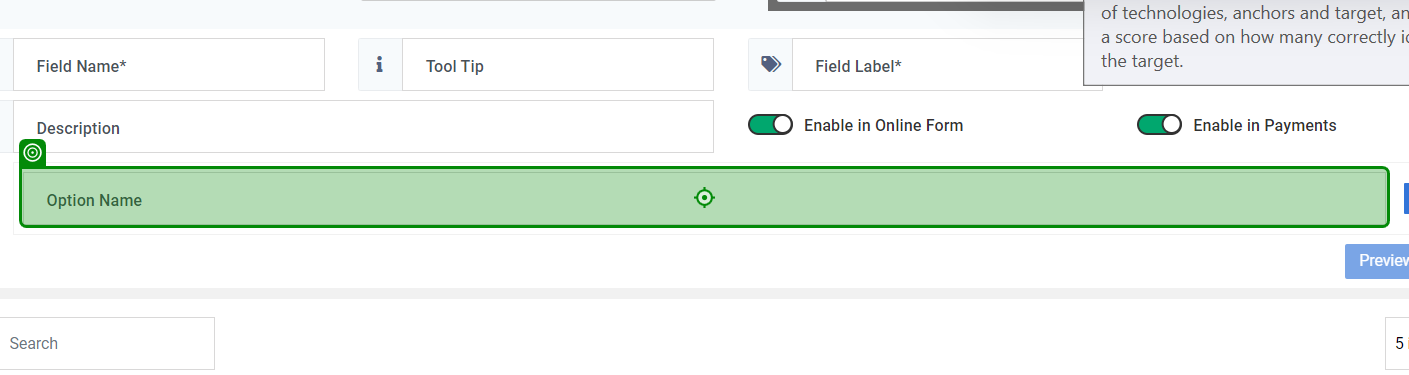 of technologies, anchors and target, an
a score based on how many correctly
the target.
Field Name*
Tool Tip
Field Label*
Description
Enable in Online Form
Enable in Payments
Option Name
Preview
Search
5